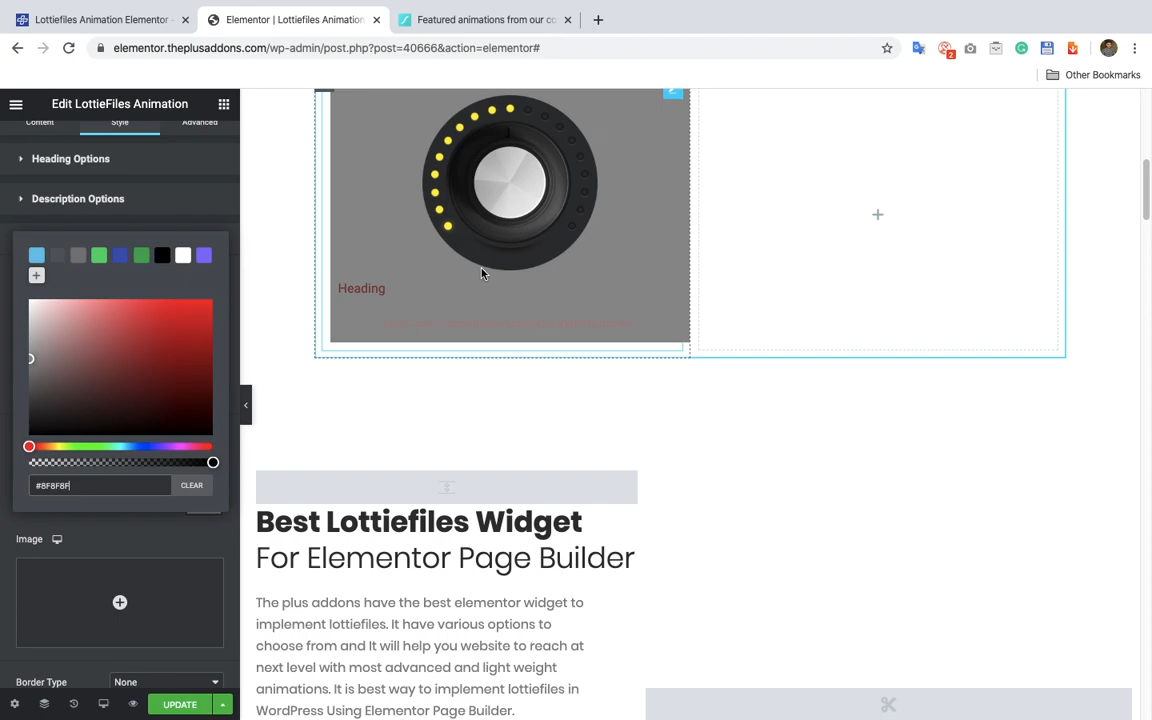 Lottiefiles Animation Elementor -
Elementor | Lottiefiles Animation
Featured animations from our co
elementor.theplusaddons.com/wp-admin/post.php?post=40666&action=elementor#
2
Other Bookmarks
Edit LottieFiles Animation
Content
Style
Advanced
Heading Options
Description Options
#8F8F8F
CLEAR
Image
Border Type
None
UPDATE
Heading
Best Lottiefiles Widget
For Elementor Page Builder
The plus addons have the best elementor widget to
implement lottiefiles. It have various options to
choose from and It will help you website to reach at
next level with most advanced and light weight
animations. It is best way to implement lottiefiles in
WordPress Using Elementor Page Builder.